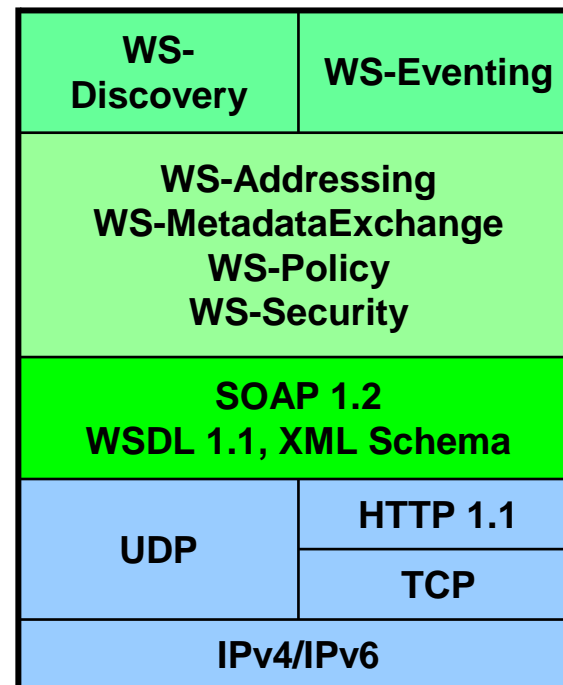 WS-
Discovery
WS-Eventing
WS-Addressing
WS-MetadataExchange
WS-Policy
WS-Security
SOAP 1.2
WSDL 1.1, XML Schema
UDP
HTTP 1.1
TCP
IPv4/IPv6